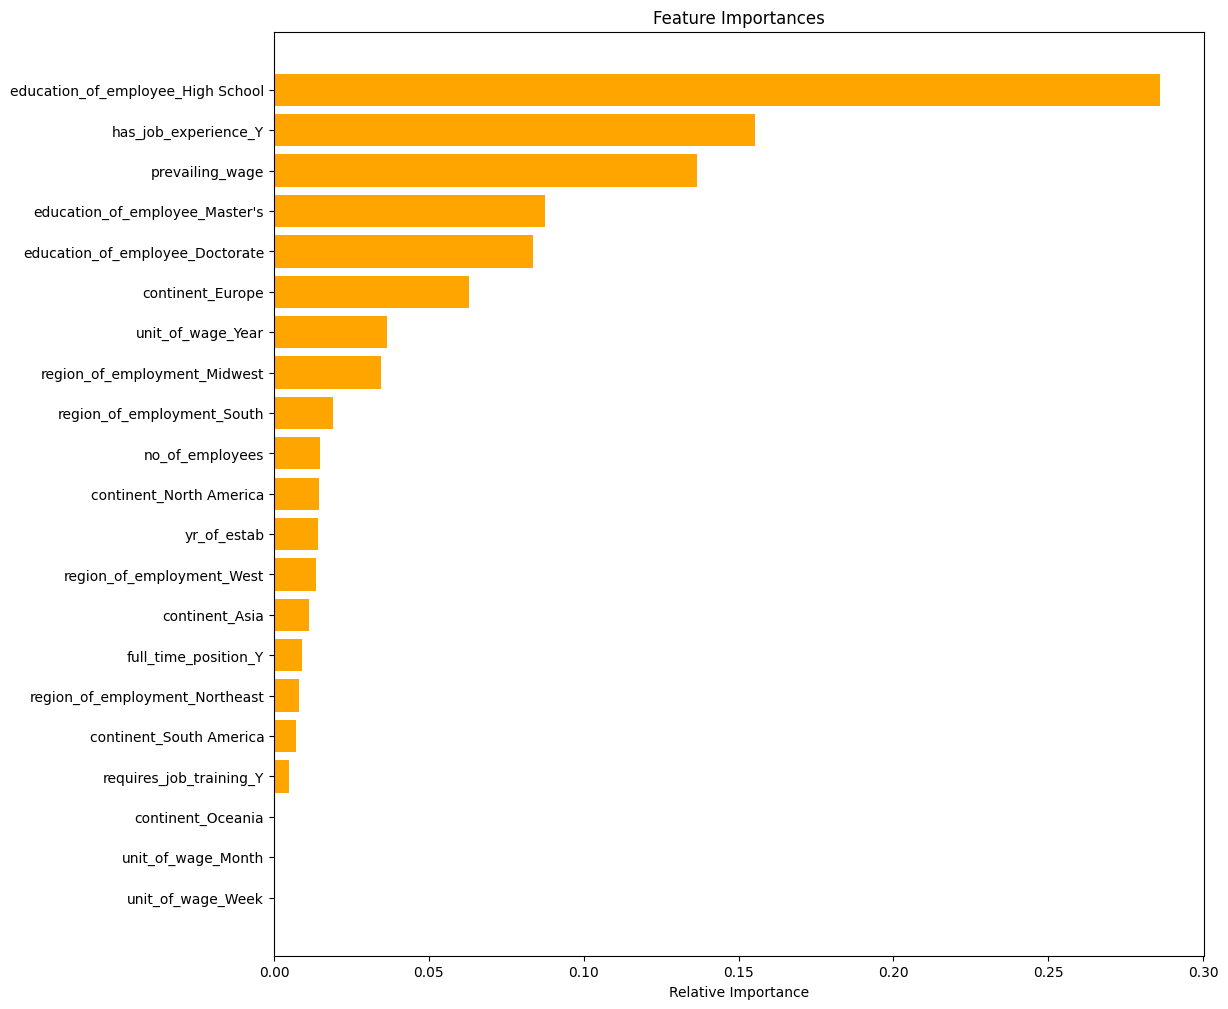 Feature Importances
education_of_employee_High School
has_job_experience_Y
prevailing_wage
education_of_employee_Master's
education_of_employee_Doctorate
continent_Europe
unit_of_wage_Year
region_of_employment_Midwest
region_of_employment_South
no_of_employees
continent_North America
yr_of_estab
region_of_employment_West
continent_Asia
full_time_position_Y
region_of_employment_Northeast
continent_South America
requires_job_training_Y
continent_Oceania
unit_of_wage_Month
unit_of_wage_Week
0.00 0.05 0.10 0.15 0.20 0.25 0.30
Relative Importance